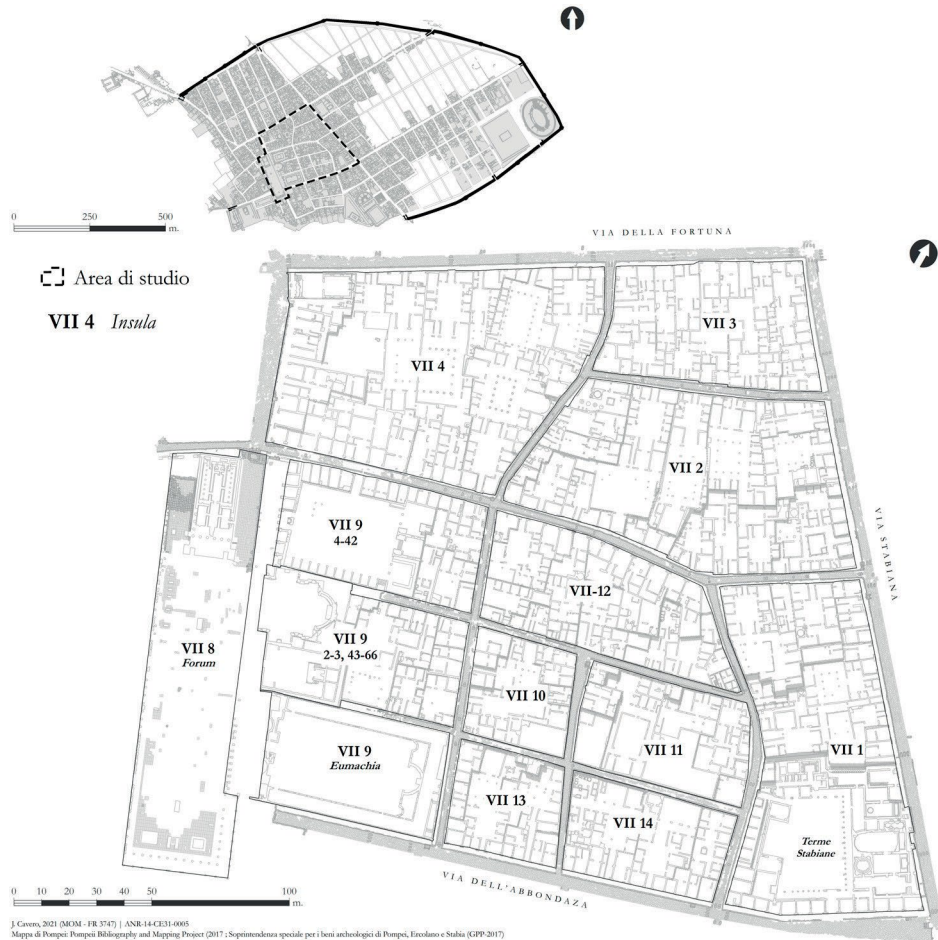 0 250 500
m.
VIA DELLA FORTUNA
Area di studio
VII 4 Insula
VII 3
VII 4
VII 2
VIA STABIANA
VII 9
4-42
VII-12
VII 9
2-3, 43-66
VII 8
Forum
VII 10
VII 11
VII 1
VII 9
Eumachia
VII 13
VII 14
Terme
Stabiane
VIA DELL'ABBONDAZA
0 10 20 30 40 50 100
m.
J. Cavero, 2021 (MOM - FR 3747) | ANR-14-CE31-0005
Mappa di Pompei: Pompeii Bibliography and Mapping Project (2017 ; Soprintendenza speciale per i beni archeologici di Pompei, Ercolano e Stabia (GPP-2017)